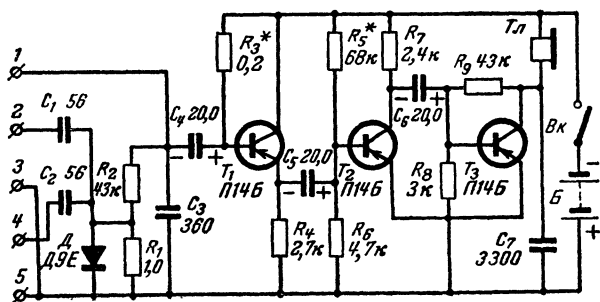 1
2
3
4
5
C₁ 56
C₂ 56
R₂
43к
Д
Д9Е
R₁
1,0
C₃
360
C₄ 20,0
− +
R₃*
0,2
T₁
П14Б
C₅ 20,0
− +
R₄
2,7к
R₅*
68к
T₂
П14Б
R₆
4,7к
R₇
2,4к
C₆ 20,0
− +
R₈
3к
R₉ 43к
T₃
П14Б
Тл
C₇
3300
Вк
Б
−
+